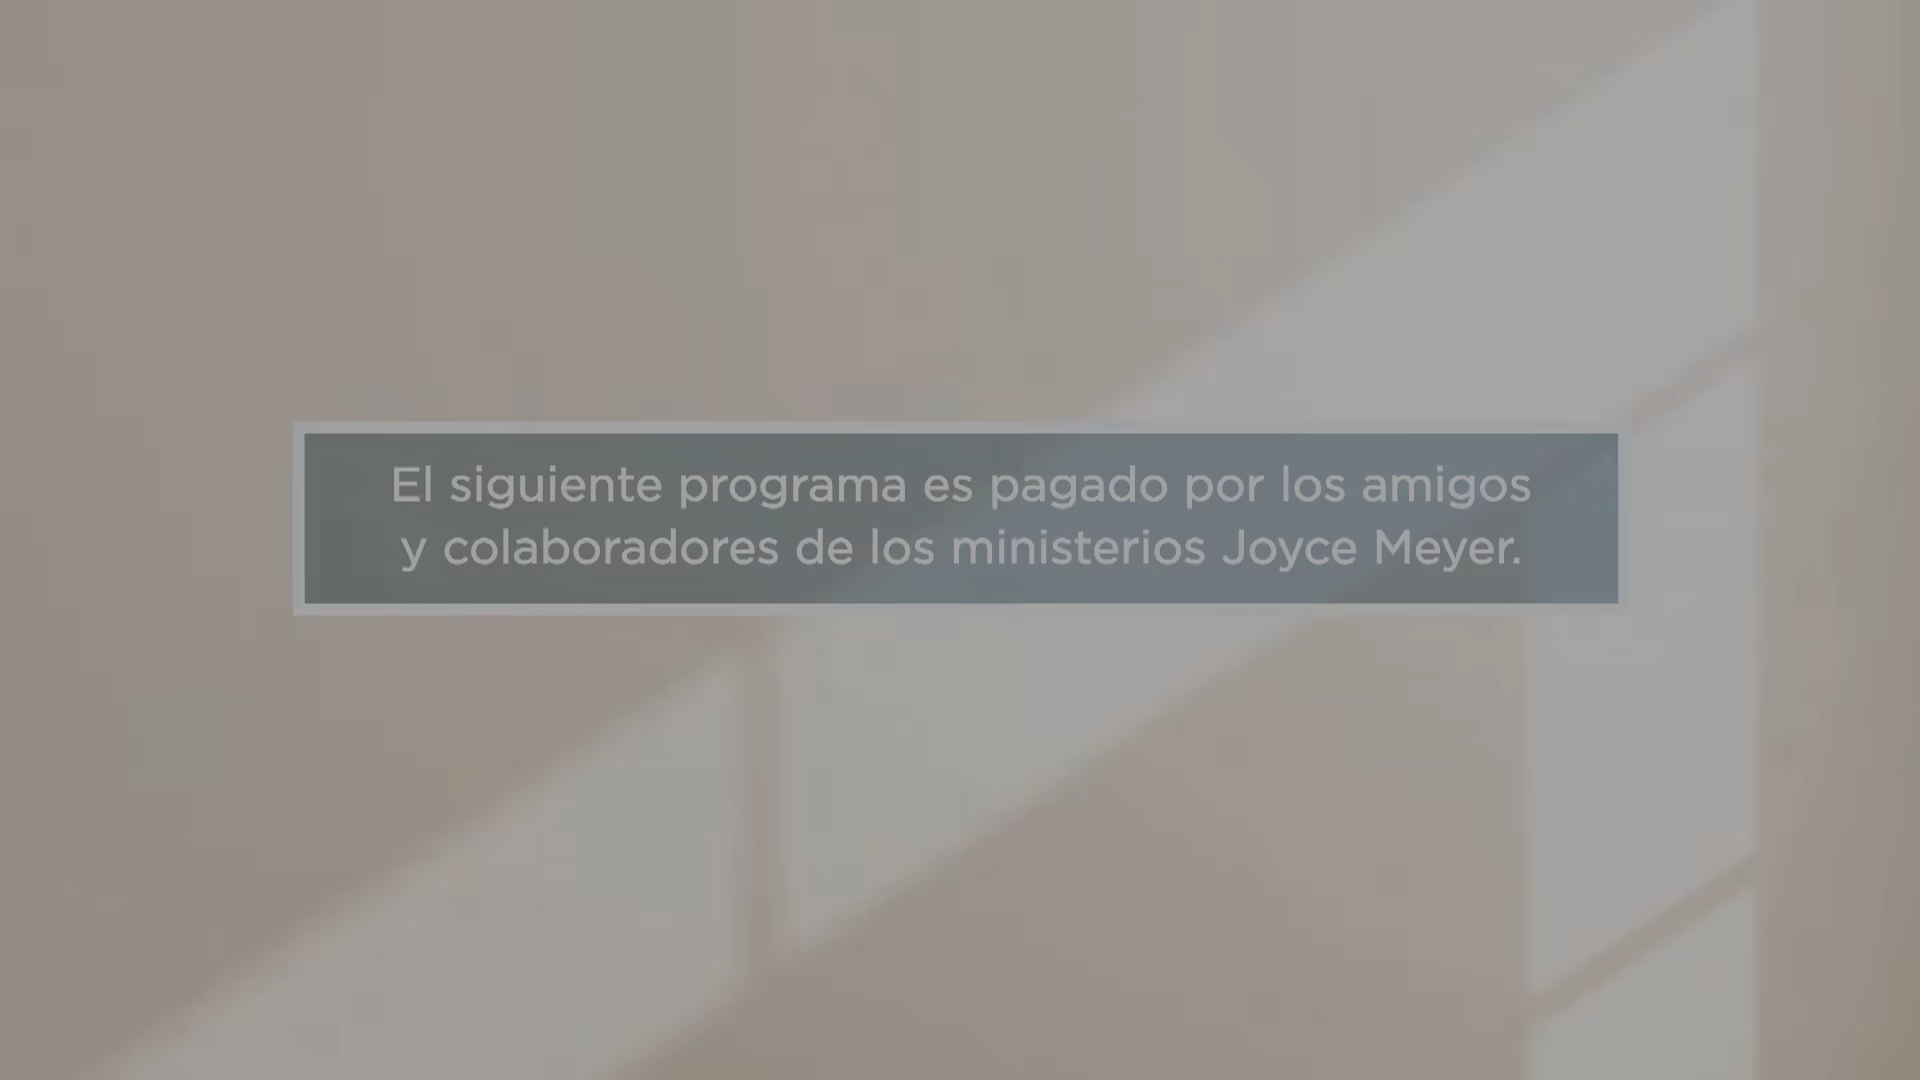 El siguiente programa es pagado por los amigos
y colaboradores de los ministerios Joyce Meyer.